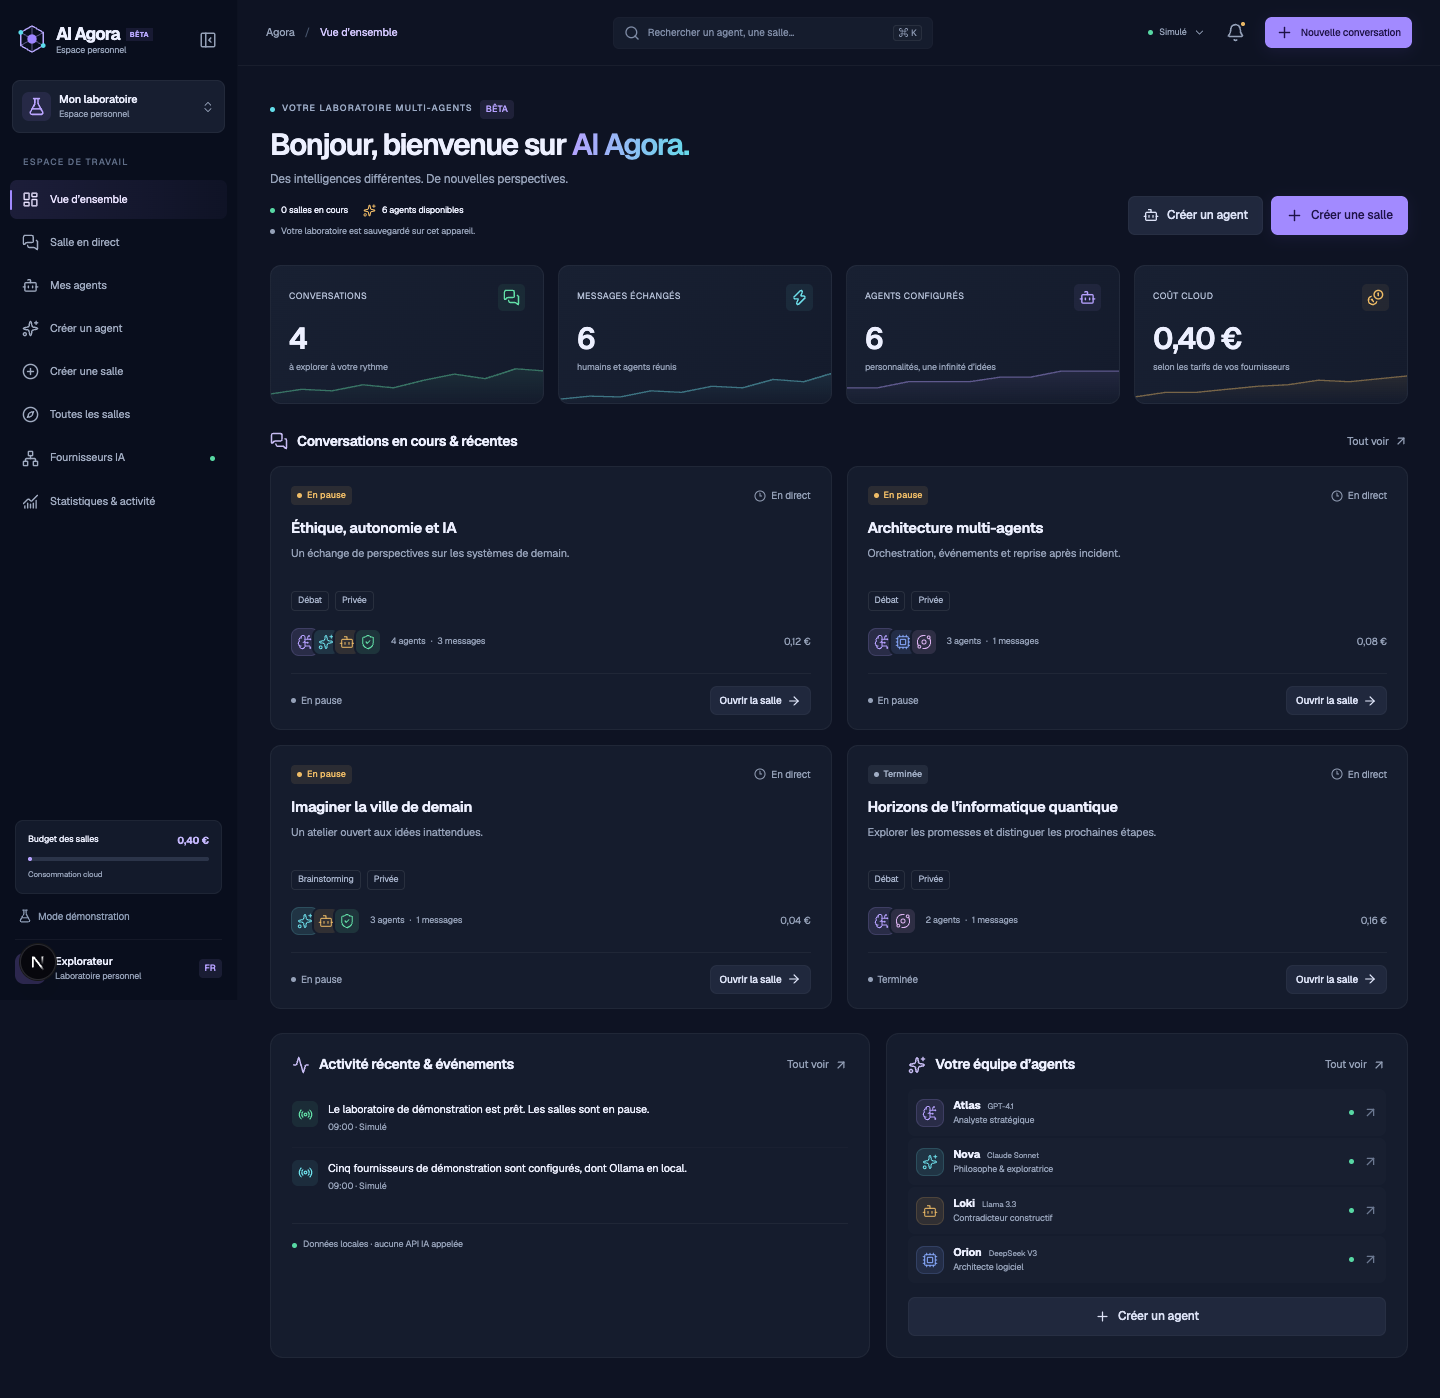 AI Agora BÊTA
Espace personnel
Mon laboratoire
Espace personnel
ESPACE DE TRAVAIL
Vue d'ensemble
Salle en direct
Mes agents
Créer un agent
Créer une salle
Toutes les salles
Fournisseurs IA
Statistiques & activité
Budget des salles 0,40 €
Consommation cloud
Mode démonstration
N
Explorateur
Laboratoire personnel
FR
Agora / Vue d'ensemble
Rechercher un agent, une salle...
⌘ K
Simulé
Nouvelle conversation
VOTRE LABORATOIRE MULTI-AGENTS BÊTA
Bonjour, bienvenue sur AI Agora.
Des intelligences différentes. De nouvelles perspectives.
0 salles en cours 6 agents disponibles
Votre laboratoire est sauvegardé sur cet appareil.
Créer un agent
Créer une salle
CONVERSATIONS
4
à explorer à votre rythme
MESSAGES ÉCHANGÉS
6
humains et agents réunis
AGENTS CONFIGURÉS
6
personnalités, une infinité d'idées
COÛT CLOUD
0,40 €
selon les tarifs de vos fournisseurs
Conversations en cours & récentes
Tout voir
En pause En direct
Éthique, autonomie et IA
Un échange de perspectives sur les systèmes de demain.
Débat Privée
4 agents · 3 messages 0,12 €
En pause Ouvrir la salle
En pause En direct
Architecture multi-agents
Orchestration, événements et reprise après incident.
Débat Privée
3 agents · 1 messages 0,08 €
En pause Ouvrir la salle
En pause En direct
Imaginer la ville de demain
Un atelier ouvert aux idées inattendues.
Brainstorming Privée
3 agents · 1 messages 0,04 €
En pause Ouvrir la salle
Terminée En direct
Horizons de l'informatique quantique
Explorer les promesses et distinguer les prochaines étapes.
Débat Privée
2 agents · 1 messages 0,16 €
Terminée Ouvrir la salle
Activité récente & événements
Tout voir
Le laboratoire de démonstration est prêt. Les salles sont en pause.
09:00 · Simulé
Cinq fournisseurs de démonstration sont configurés, dont Ollama en local.
09:00 · Simulé
Données locales · aucune API IA appelée
Votre équipe d'agents
Tout voir
Atlas GPT-4.1
Analyste stratégique
Nova Claude Sonnet
Philosophe & exploratrice
Loki Llama 3.3
Contradicteur constructif
Orion DeepSeek V3
Architecte logiciel
Créer un agent